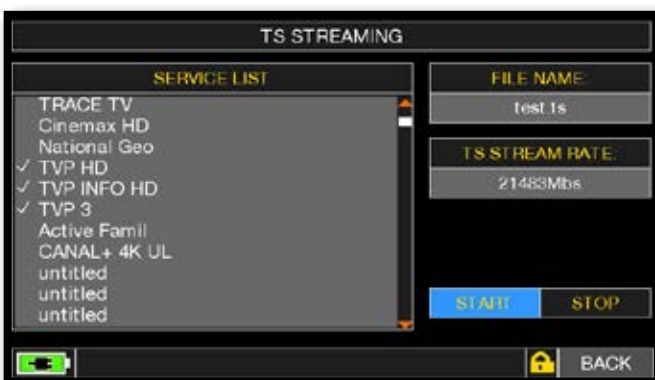 TS STREAMING
SERVICE LIST
TRACE TV
Cinemax HD
National Geo
✓ TVP HD
✓ TVP INFO HD
✓ TVP 3
Active Famil
CANAL+ 4K UL
untitled
untitled
untitled
FILE NAME:
test.ts
TS STREAM RATE:
21483Mbs
START STOP
BACK